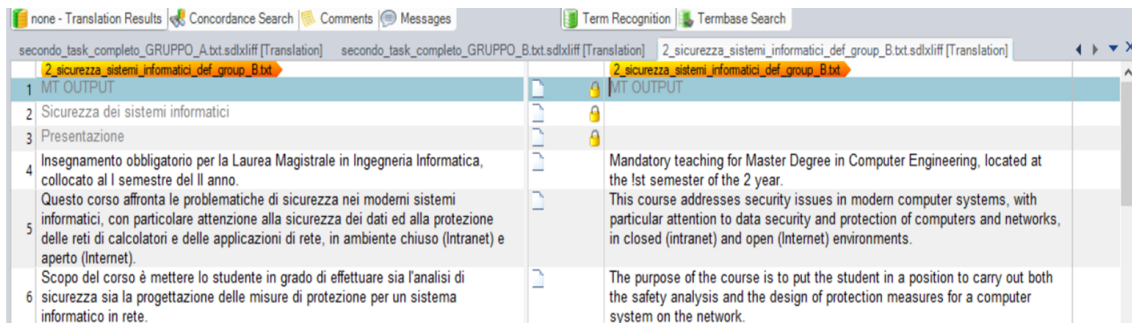 none - Translation Results Concordance Search Comments Messages Term Recognition Termbase Search
secondo_task_completo_GRUPPO_A.txt.sdlxliff [Translation] secondo_task_completo_GRUPPO_B.txt.sdlxliff [Translation] 2_sicurezza_sistemi_informatici_def_group_B.txt.sdlxliff [Translation]
2_sicurezza_sistemi_informatici_def_group_B.txt 2_sicurezza_sistemi_informatici_def_group_B.txt
1 MT OUTPUT MT OUTPUT
2 Sicurezza dei sistemi informatici
3 Presentazione
4 Insegnamento obbligatorio per la Laurea Magistrale in Ingegneria Informatica,
collocato al I semestre del II anno.
Mandatory teaching for Master Degree in Computer Engineering, located at
the !st semester of the 2 year.
5 Questo corso affronta le problematiche di sicurezza nei moderni sistemi
informatici, con particolare attenzione alla sicurezza dei dati ed alla protezione
delle reti di calcolatori e delle applicazioni di rete, in ambiente chiuso (Intranet) e
aperto (Internet).
This course addresses security issues in modern computer systems, with
particular attention to data security and protection of computers and networks,
in closed (intranet) and open (Internet) environments.
6 Scopo del corso è mettere lo studente in grado di effettuare sia l'analisi di
sicurezza sia la progettazione delle misure di protezione per un sistema
informatico in rete.
The purpose of the course is to put the student in a position to carry out both
the safety analysis and the design of protection measures for a computer
system on the network.